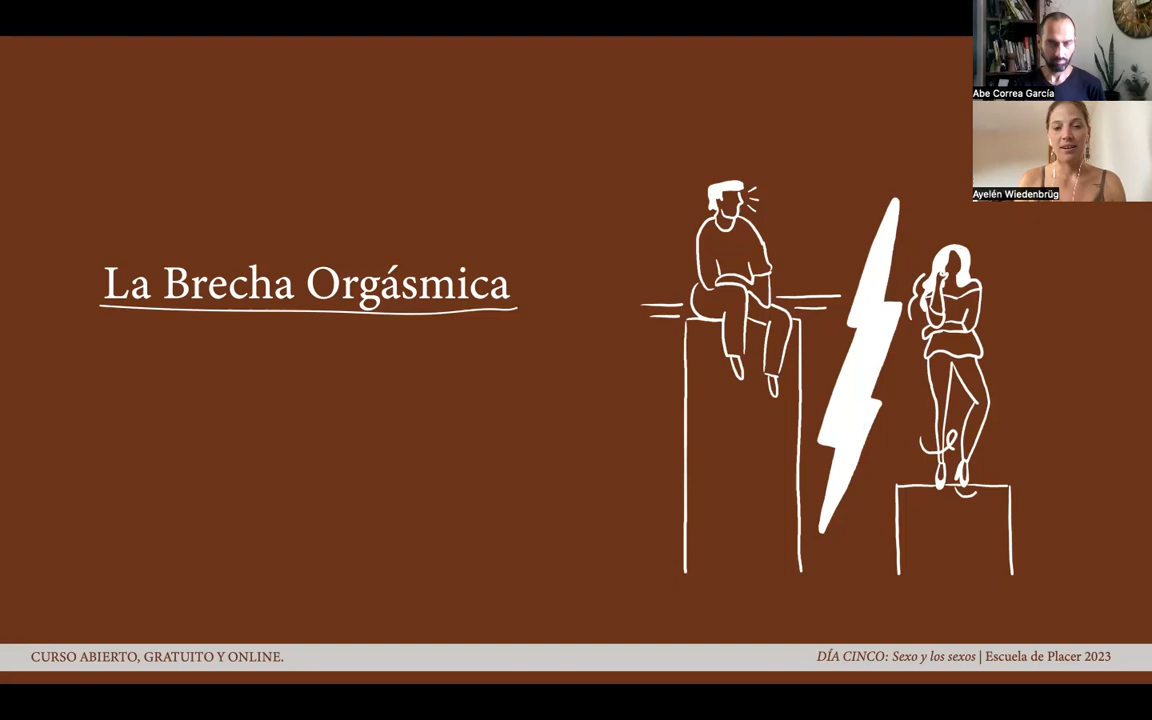 Abe Correa García
Ayelén Wiedenbrüg
La Brecha Orgásmica
CURSO ABIERTO, GRATUITO Y ONLINE.
DÍA CINCO: Sexo y los sexos | Escuela de Placer 2023